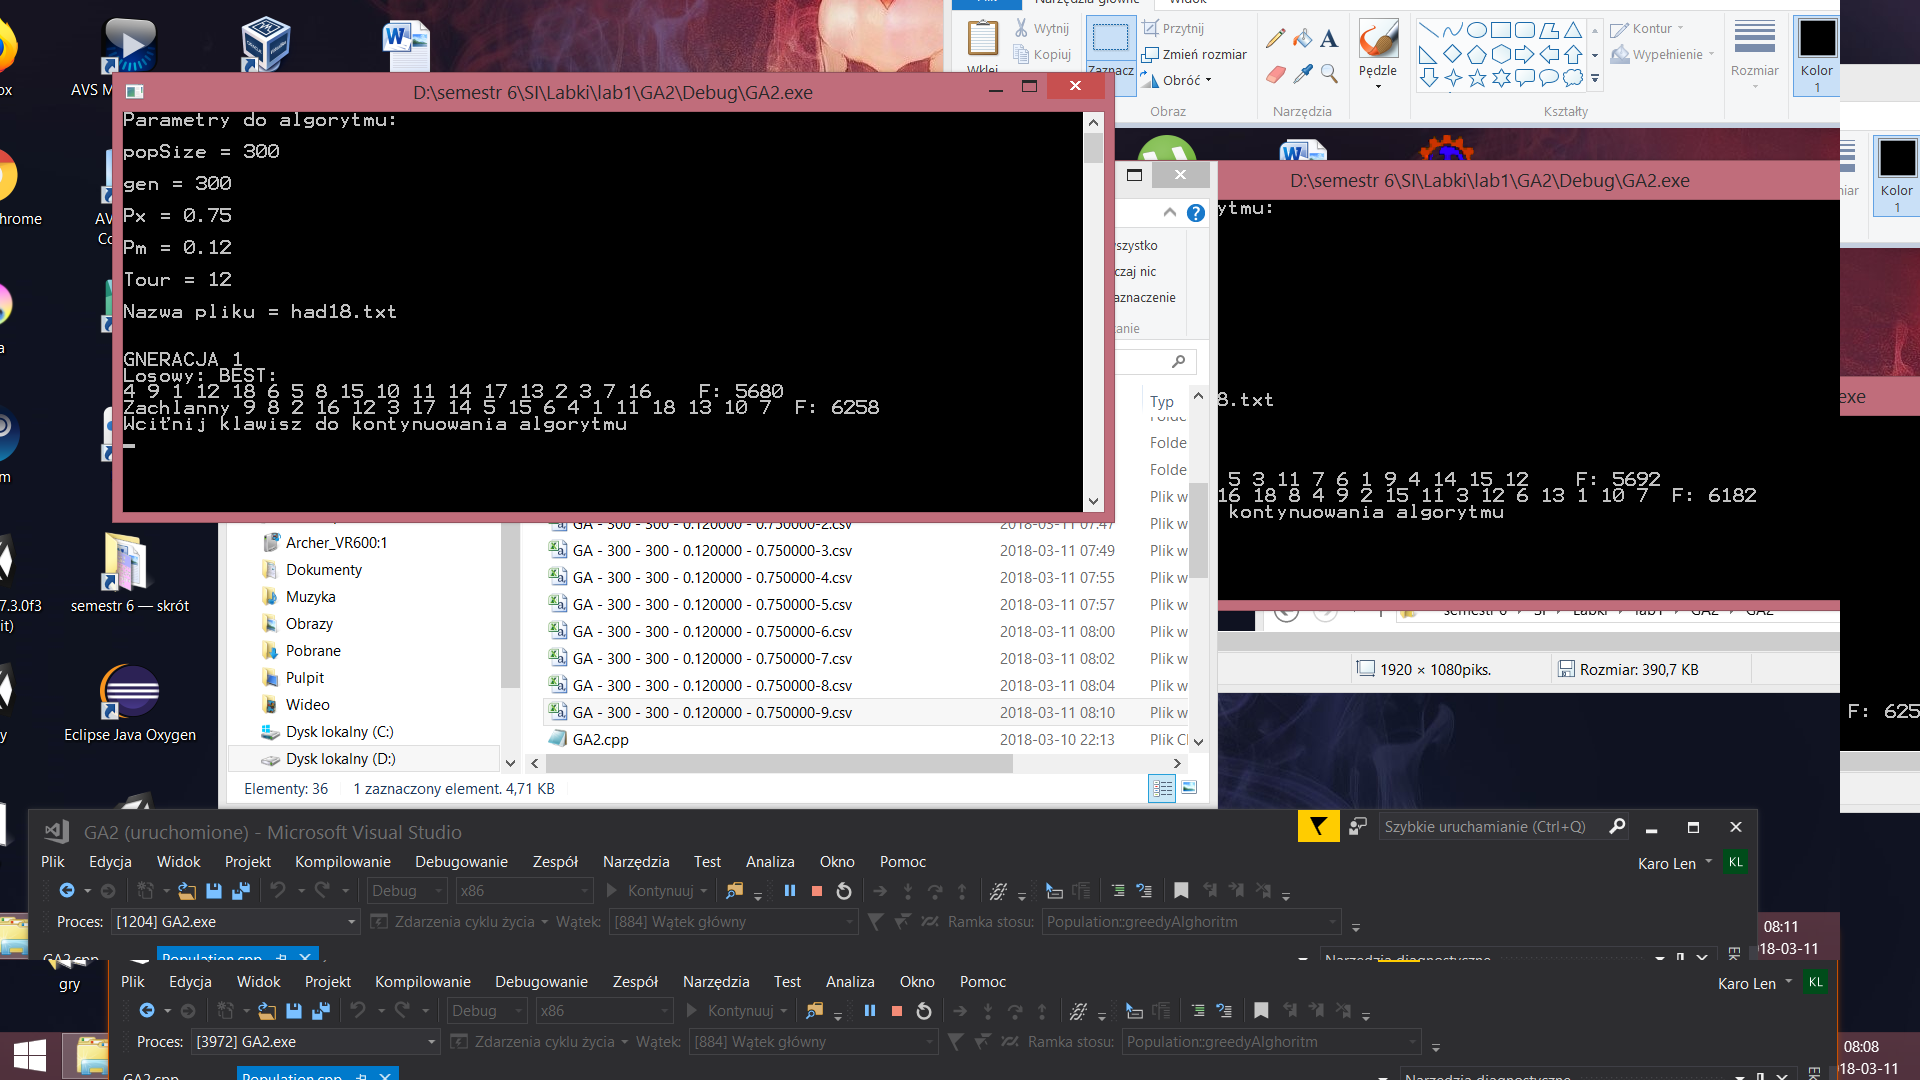 Narzędzia główne
Widok
Wytnij
Kopiuj
Wklej
Zaznacz
Przytnij
Zmień rozmiar
Obróć
Obraz
Narzędzia
Pędzle
Kontur
Wypełnienie
Kształty
Rozmiar
Kolor
1
D:\semestr 6\SI\Labki\lab1\GA2\Debug\GA2.exe
Parametry do algorytmu:
popSize = 300
gen = 300
Px = 0.75
Pm = 0.12
Tour = 12
Nazwa pliku = had18.txt
GNERACJA 1
Losowy: BEST:
4 9 1 12 18 6 5 8 15 10 11 14 17 13 2 3 7 16    F: 5680
Zachlanny 9 8 2 16 12 3 17 14 5 15 6 4 1 11 18 13 10 7  F: 6258
Wciťnij klawisz do kontynuowania algorytmu
D:\semestr 6\SI\Labki\lab1\GA2\Debug\GA2.exe
ytmu:
8.txt
5 3 11 7 6 1 9 4 14 15 12    F: 5692
16 18 8 4 9 2 15 11 3 12 6 13 1 10 7  F: 6182
kontynuowania algorytmu
Kolor
1
exe
F: 625
szystko
czaj nic
aznaczenie
anie
Typ
Folde
Folde
Folde
Plik w
GA - 300 - 300 - 0.120000 - 0.750000-2.csv 2018-03-11 07:47 Plik w
GA - 300 - 300 - 0.120000 - 0.750000-3.csv 2018-03-11 07:49 Plik w
GA - 300 - 300 - 0.120000 - 0.750000-4.csv 2018-03-11 07:55 Plik w
GA - 300 - 300 - 0.120000 - 0.750000-5.csv 2018-03-11 07:57 Plik w
GA - 300 - 300 - 0.120000 - 0.750000-6.csv 2018-03-11 08:00 Plik w
GA - 300 - 300 - 0.120000 - 0.750000-7.csv 2018-03-11 08:02 Plik w
GA - 300 - 300 - 0.120000 - 0.750000-8.csv 2018-03-11 08:04 Plik w
GA - 300 - 300 - 0.120000 - 0.750000-9.csv 2018-03-11 08:10 Plik w
GA2.cpp 2018-03-10 22:13 Plik C
Archer_VR600:1
Dokumenty
Muzyka
Obrazy
Pobrane
Pulpit
Wideo
Dysk lokalny (C:)
Dysk lokalny (D:)
Elementy: 36    1 zaznaczony element. 4,71 KB
semestr 6 SI Labki lab1 GA2 GA2
1920 × 1080piks.
Rozmiar: 390,7 KB
AVS M
hrome
semestr 6 — skrót
7.3.0f3
it)
Eclipse Java Oxygen
gry
GA2 (uruchomione) - Microsoft Visual Studio
Szybkie uruchamianie (Ctrl+Q)
Plik Edycja Widok Projekt Kompilowanie Debugowanie Zespół Narzędzia Test Analiza Okno Pomoc
Karo Len KL
Debug x86 Kontynuuj
Proces: [1204] GA2.exe Zdarzenia cyklu życia Wątek: [884] Wątek główny Ramka stosu: Population::greedyAlghoritm
GA2.cpp Population.cpp Narzędzia diagnostyczne
08:11
18-03-11
Plik Edycja Widok Projekt Kompilowanie Debugowanie Zespół Narzędzia Test Analiza Okno Pomoc
Karo Len KL
Debug x86 Kontynuuj
Proces: [3972] GA2.exe Zdarzenia cyklu życia Wątek: [884] Wątek główny Ramka stosu: Population::greedyAlghoritm
GA2.cpp Population.cpp Narzędzia diagnostyczne
08:08
18-03-11